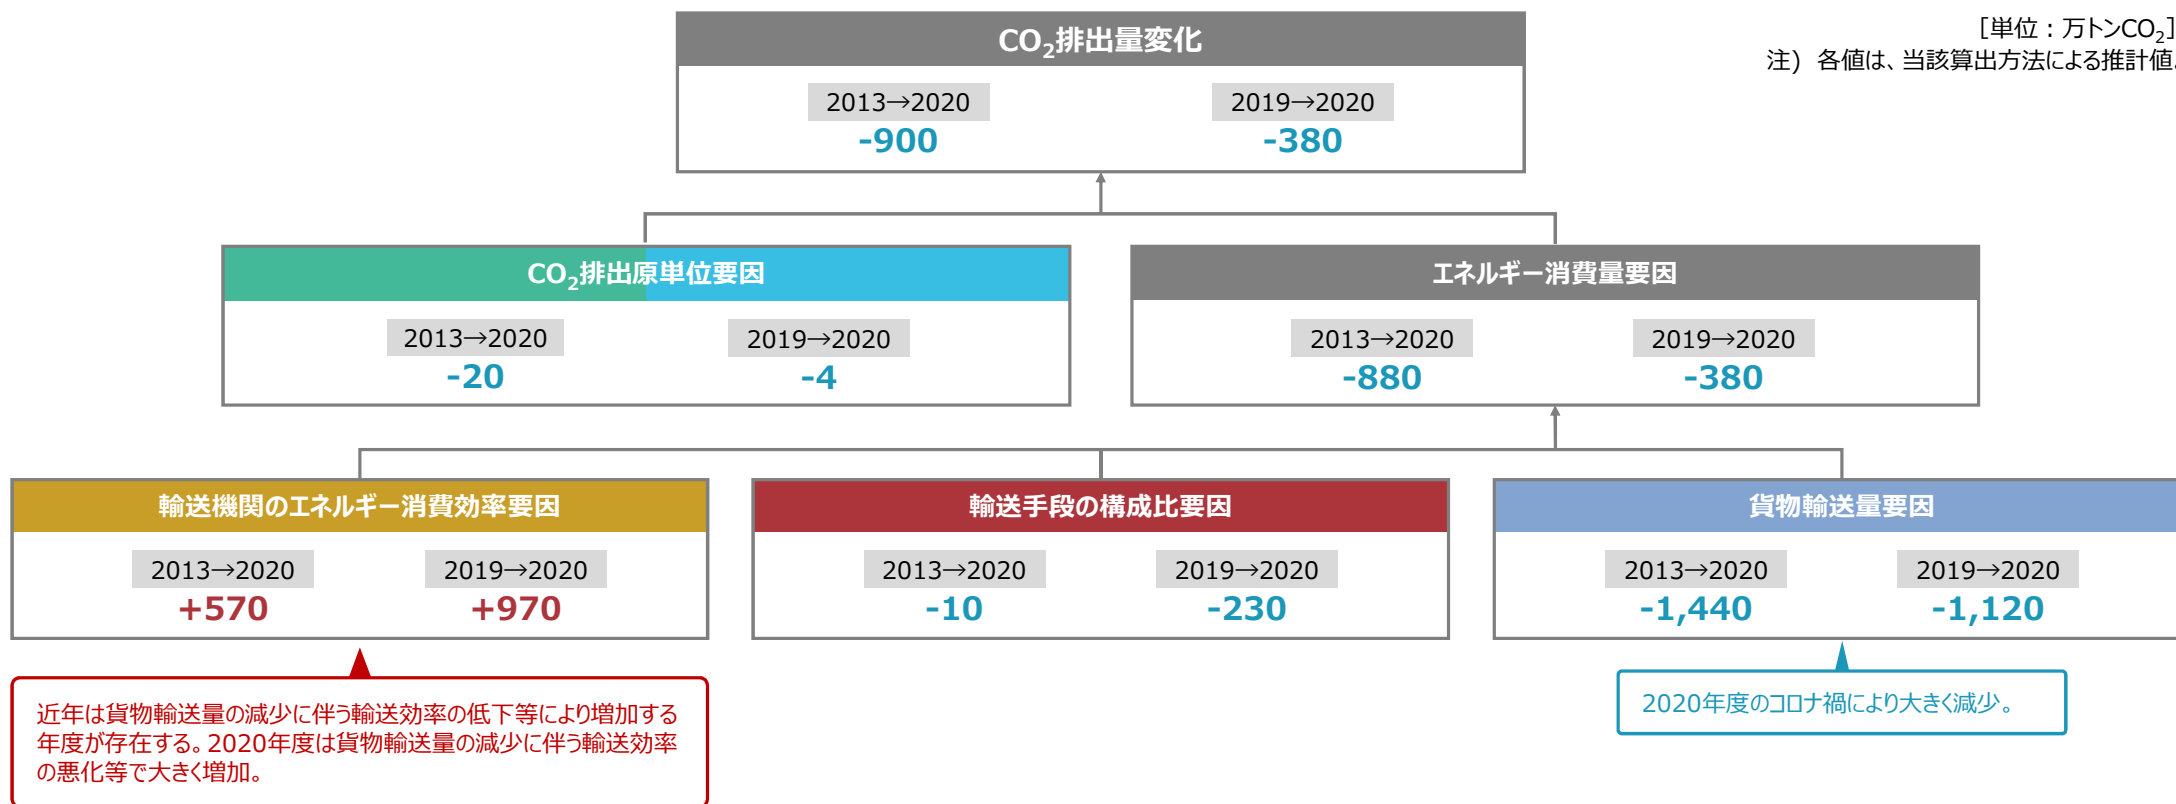 CO₂排出量変化
[単位：万トンCO₂]
注) 各値は、当該算出方法による推計値。
2013→2020
2019→2020
-900
-380
CO₂排出原単位要因
エネルギー消費量要因
2013→2020
2019→2020
2013→2020
2019→2020
-20
-4
-880
-380
輸送機関のエネルギー消費効率要因
輸送手段の構成比要因
貨物輸送量要因
2013→2020
2019→2020
2013→2020
2019→2020
2013→2020
2019→2020
+570
+970
-10
-230
-1,440
-1,120
近年は貨物輸送量の減少に伴う輸送効率の低下等により増加する
年度が存在する。2020年度は貨物輸送量の減少に伴う輸送効率
の悪化等で大きく増加。
2020年度のコロナ禍により大きく減少。